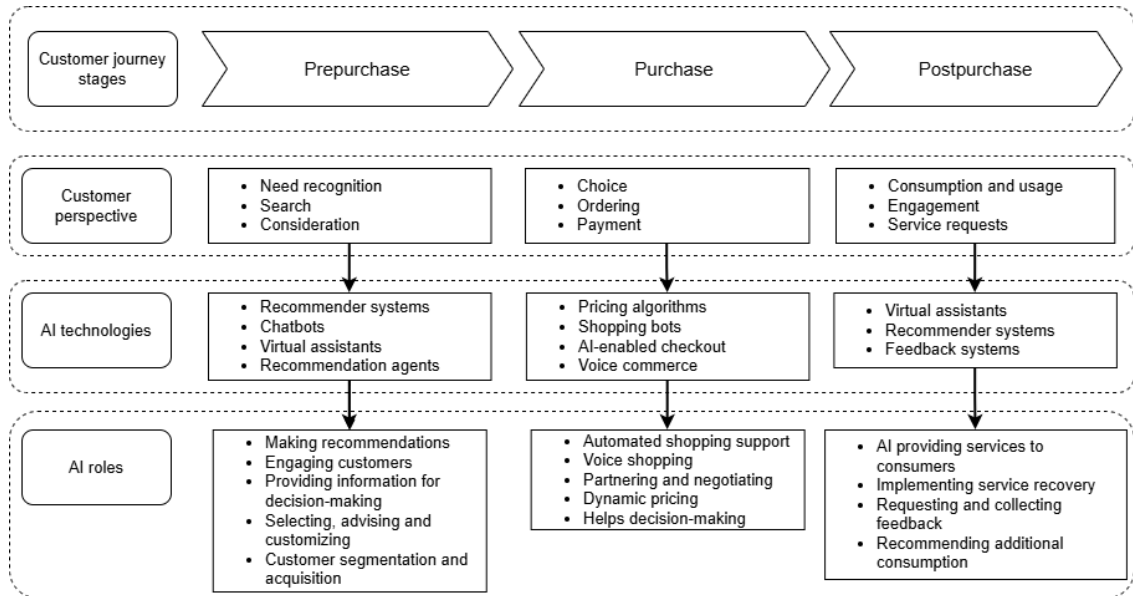 Customer journey
stages
Prepurchase
Purchase
Postpurchase
Customer
perspective
• Need recognition
• Search
• Consideration
• Choice
• Ordering
• Payment
• Consumption and usage
• Engagement
• Service requests
AI technologies
• Recommender systems
• Chatbots
• Virtual assistants
• Recommendation agents
• Pricing algorithms
• Shopping bots
• AI-enabled checkout
• Voice commerce
• Virtual assistants
• Recommender systems
• Feedback systems
AI roles
• Making recommendations
• Engaging customers
• Providing information for
decision-making
• Selecting, advising and
customizing
• Customer segmentation and
acquisition
• Automated shopping support
• Voice shopping
• Partnering and negotiating
• Dynamic pricing
• Helps decision-making
• AI providing services to
consumers
• Implementing service recovery
• Requesting and collecting
feedback
• Recommending additional
consumption